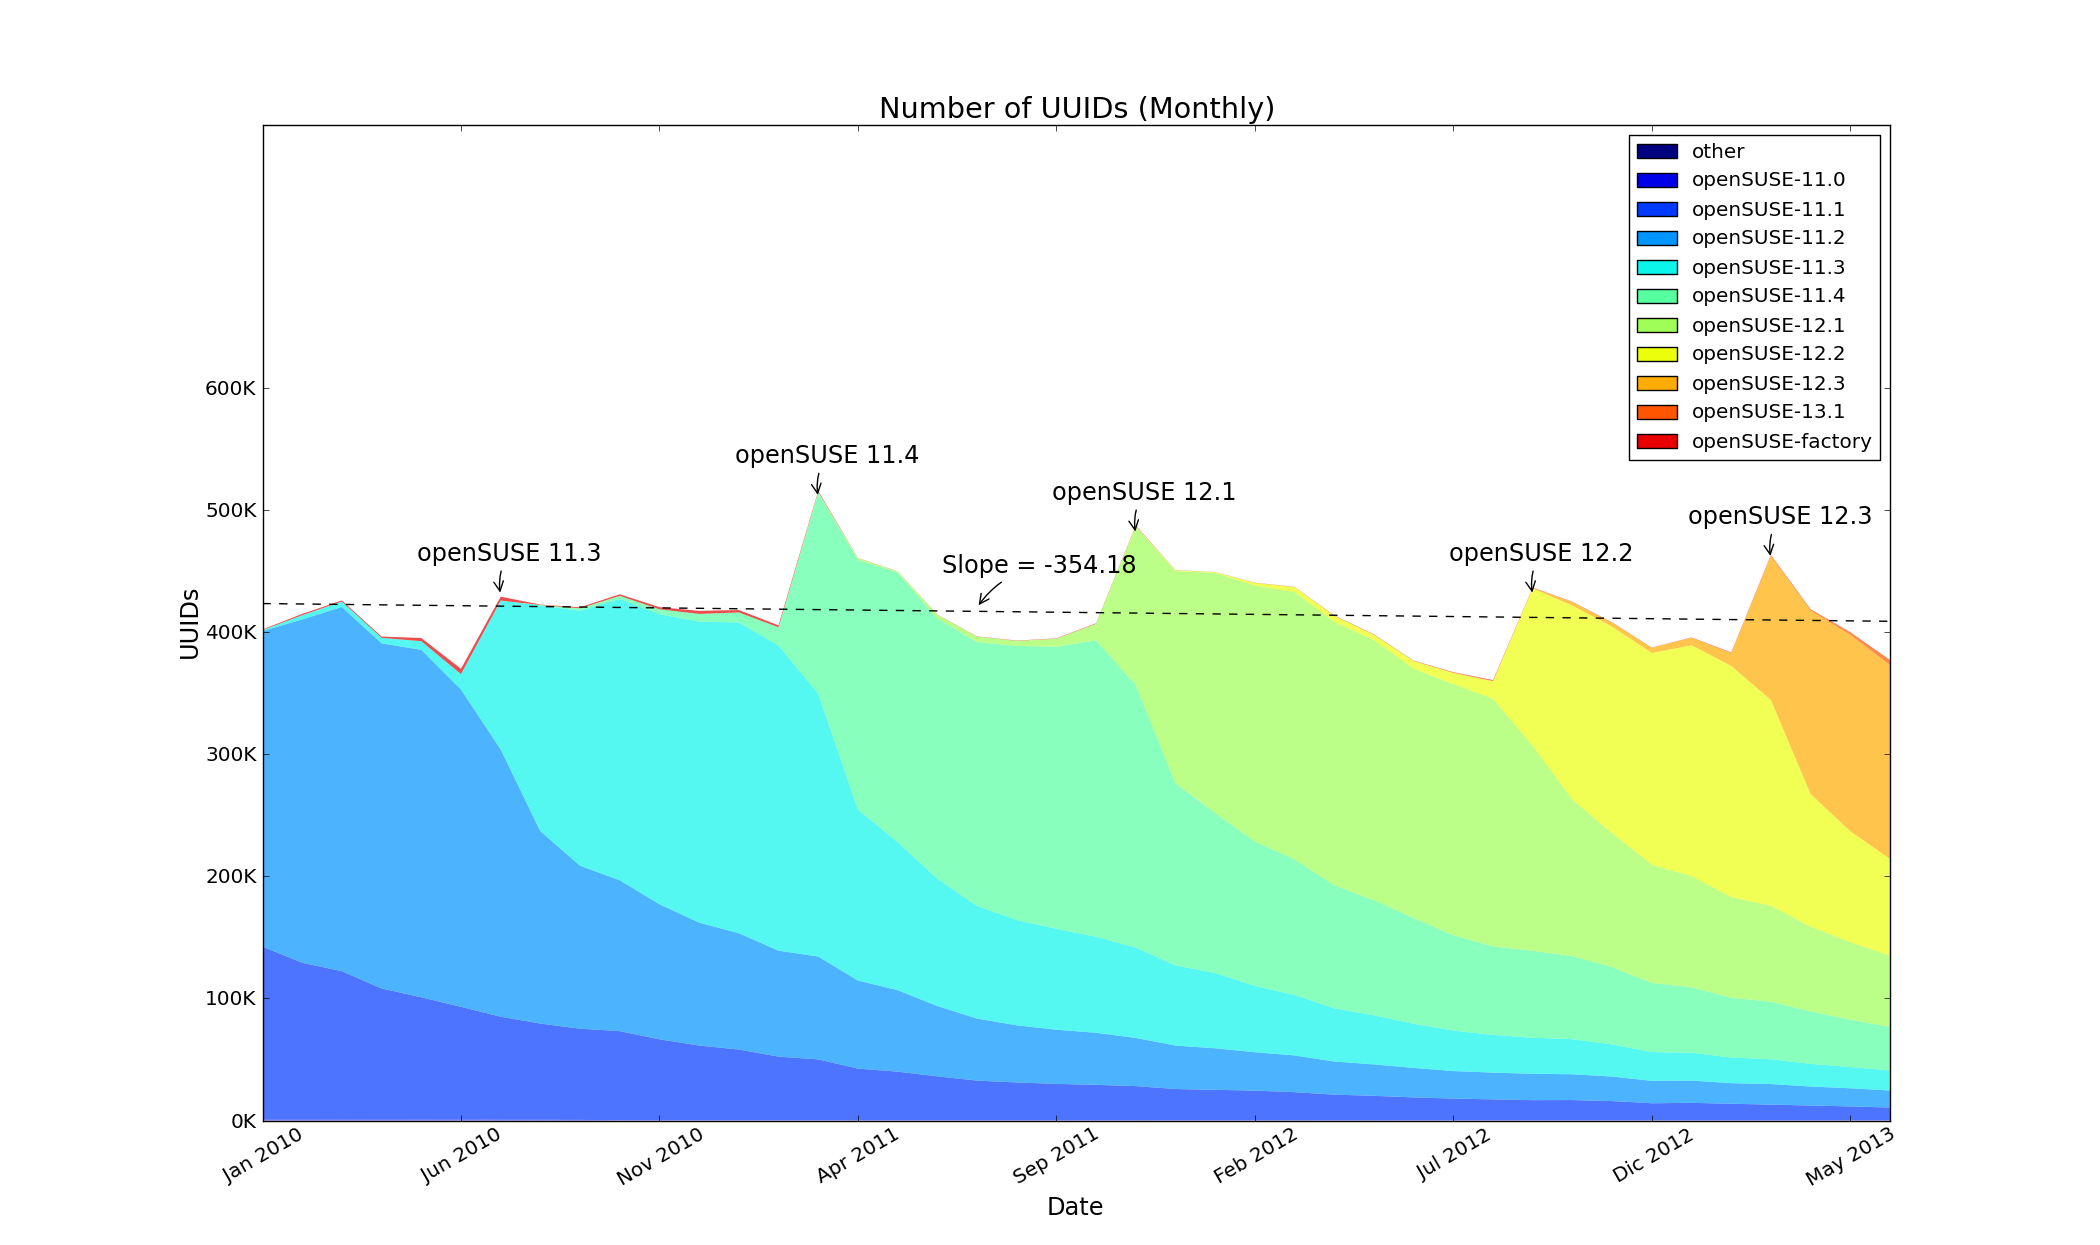 Number of UUIDs (Monthly)
other
openSUSE-11.0
openSUSE-11.1
openSUSE-11.2
openSUSE-11.3
openSUSE-11.4
openSUSE-12.1
openSUSE-12.2
openSUSE-12.3
openSUSE-13.1
openSUSE-factory
600K
500K
400K
300K
200K
100K
0K
UUIDs
openSUSE 11.3
openSUSE 11.4
Slope = -354.18
openSUSE 12.1
openSUSE 12.2
openSUSE 12.3
Jan 2010
Jun 2010
Nov 2010
Apr 2011
Sep 2011
Feb 2012
Jul 2012
Dic 2012
May 2013
Date